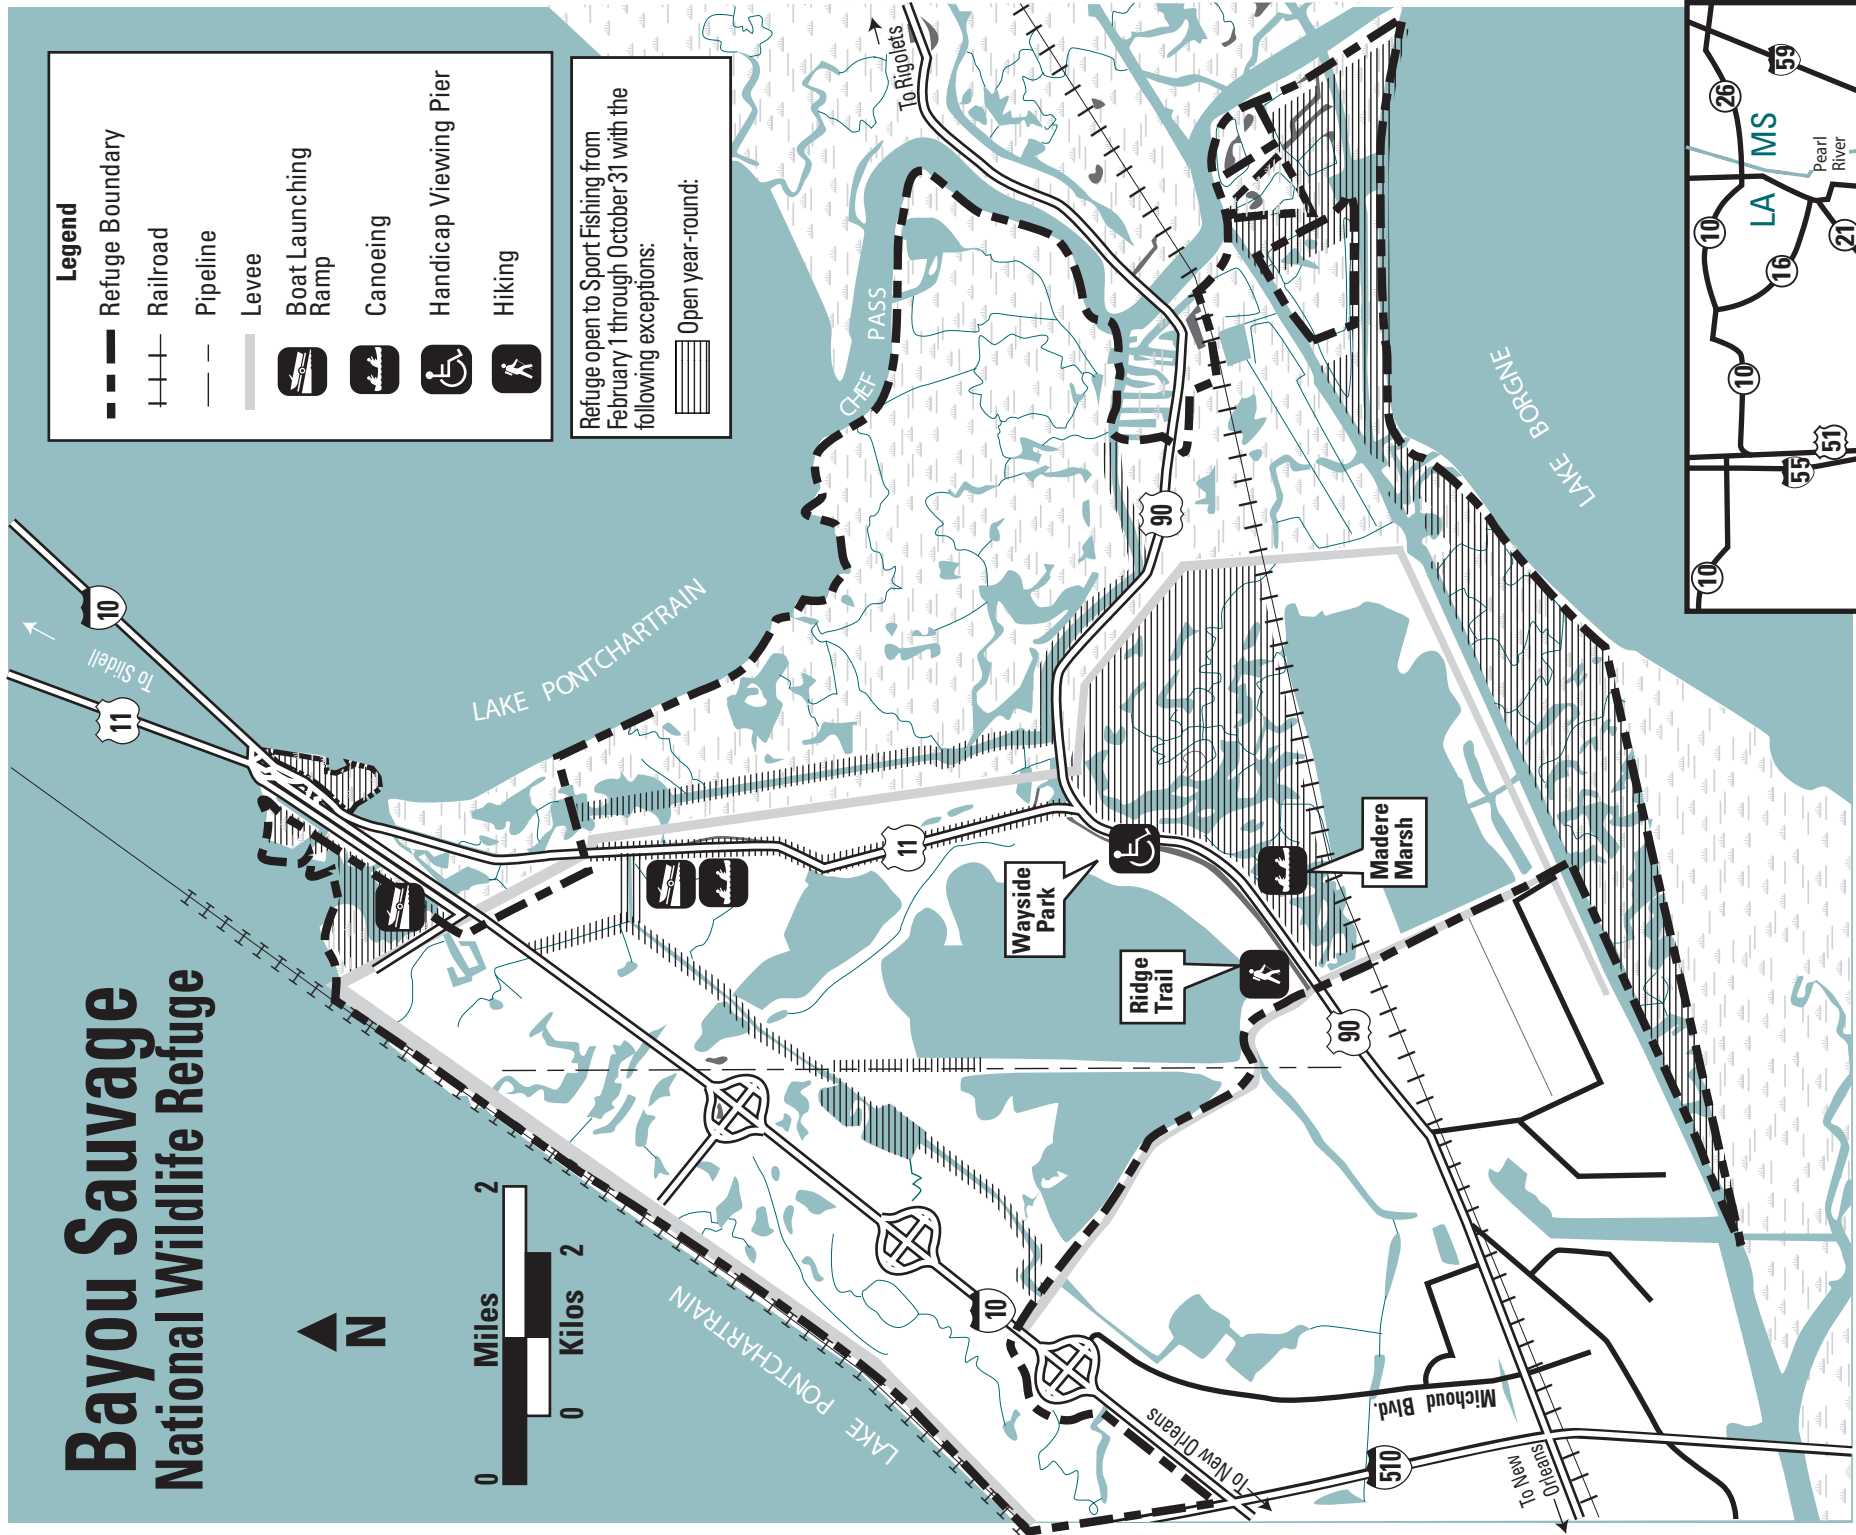 Bayou Sauvage
National Wildlife Refuge
N
Miles
0
2
Kilos
0
2
Legend
Refuge Boundary
Railroad
Pipeline
Levee
Boat Launching
Ramp
Canoeing
Handicap Viewing Pier
Hiking
Refuge open to Sport Fishing from
February 1 through October 31 with the
following exceptions:
Open year-round:
To Slidell
10
11
LAKE PONTCHARTRAIN
CHEF PASS
To Rigolets
LAKE PONTCHARTRAIN
11
90
Wayside
Park
Ridge
Trail
Madere
Marsh
90
10
LAKE BORGNE
Michoud Blvd.
To New Orleans
510
To New
Orleans
59
26
MS
LA
Pearl
River
10
16
21
10
51
55
10